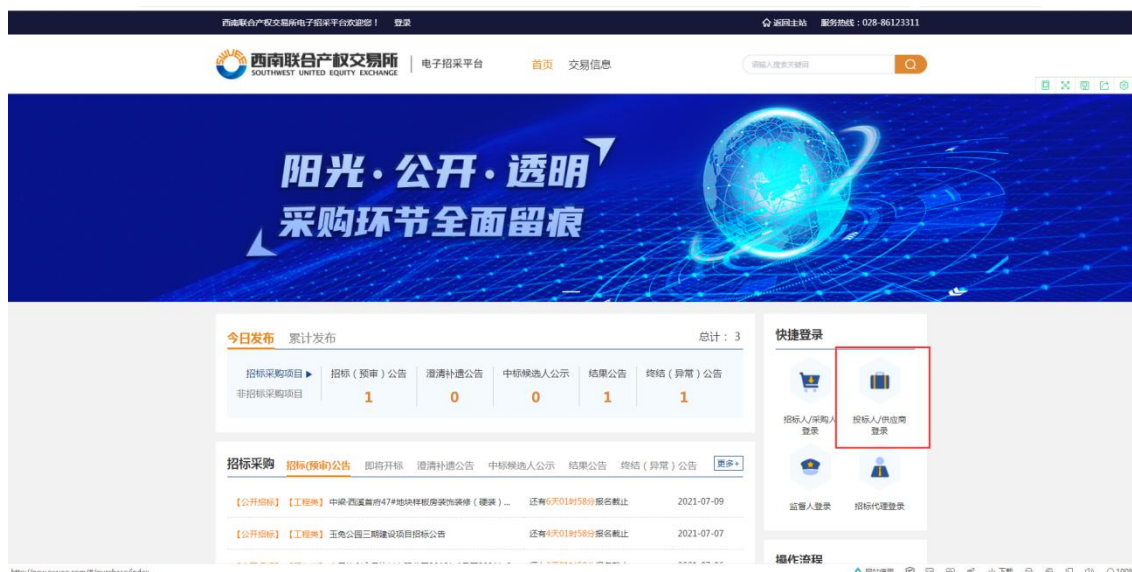 西南联合产权交易所电子招采平台欢迎您！ 登录
返回主站 服务热线：028-86123311
西南联合产权交易所
SOUTHWEST UNITED EQUITY EXCHANGE
电子招采平台 首页 交易信息
请输入搜索关键词
阳光·公开·透明
采购环节全面留痕
今日发布 累计发布 总计： 3
招标采购项目 招标（预审）公告 澄清补遗公告 中标候选人公示 结果公告 终结（异常）公告
非招标采购项目 1 0 0 1 1
快捷登录
招标人/采购人登录
投标人/供应商登录
监督人登录
招标代理登录
招标采购 招标(预审)公告 即将开标 澄清补遗公告 中标候选人公示 结果公告 终结（异常）公告 更多+
【公开招标】【工程类】中梁·西溪首府47#地块样板房装饰装修（硬装）... 还有6天01时58分报名截止 2021-07-09
【公开招标】【工程类】玉兔公园三期建设项目招标公告 还有4天01时58分报名截止 2021-07-07
操作流程
下载
100%